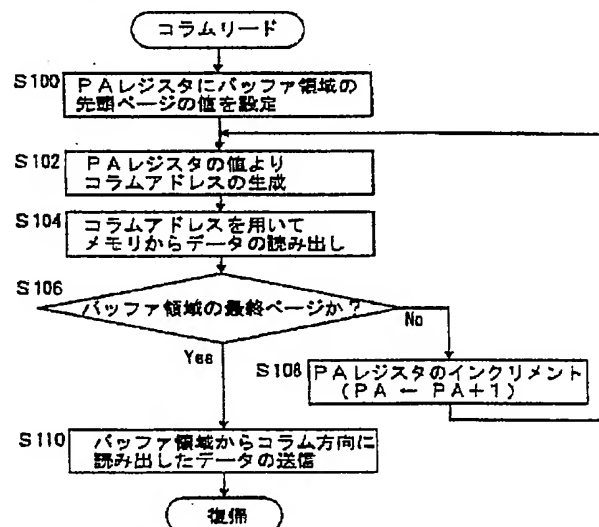 コラムリード
S100
PAレジスタにバッファ領域の
先頭ページの値を設定
S102
PAレジスタの値より
コラムアドレスの生成
S104
コラムアドレスを用いて
メモリからデータの読み出し
S106
バッファ領域の最終ページか?
No
Yes
S108
PAレジスタのインクリメント
(PA ← PA+1)
S110
バッファ領域からコラム方向に
読み出したデータの送信
復帰